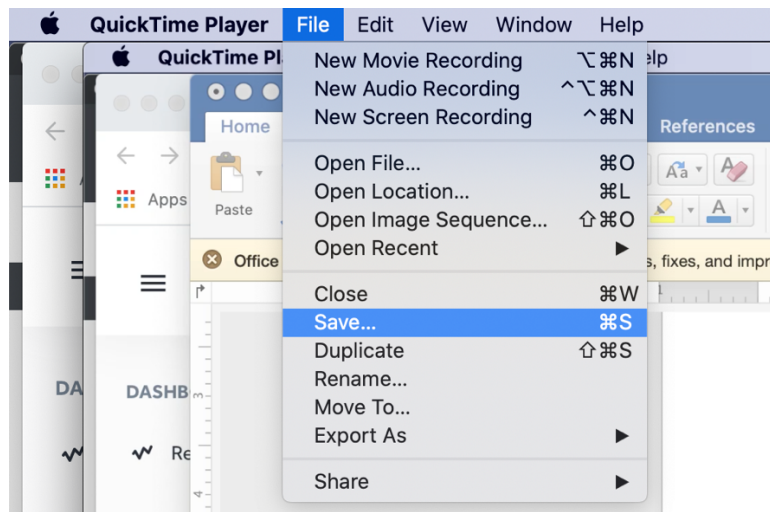 QuickTime Player File Edit View Window Help
QuickTime Pl elp
New Movie Recording ⌥⌘N
New Audio Recording ^⌥⌘N
New Screen Recording ^⌘N
Home References
Open File... ⌘O
Open Location... ⌘L
Apps
Open Image Sequence... ⇧⌘O
Paste
Open Recent ▶
Office s, fixes, and impr
Close ⌘W
Save... ⌘S
Duplicate ⇧⌘S
Rename...
DA DASHB
Move To...
Export As ▶
Re
Share ▶
3
4